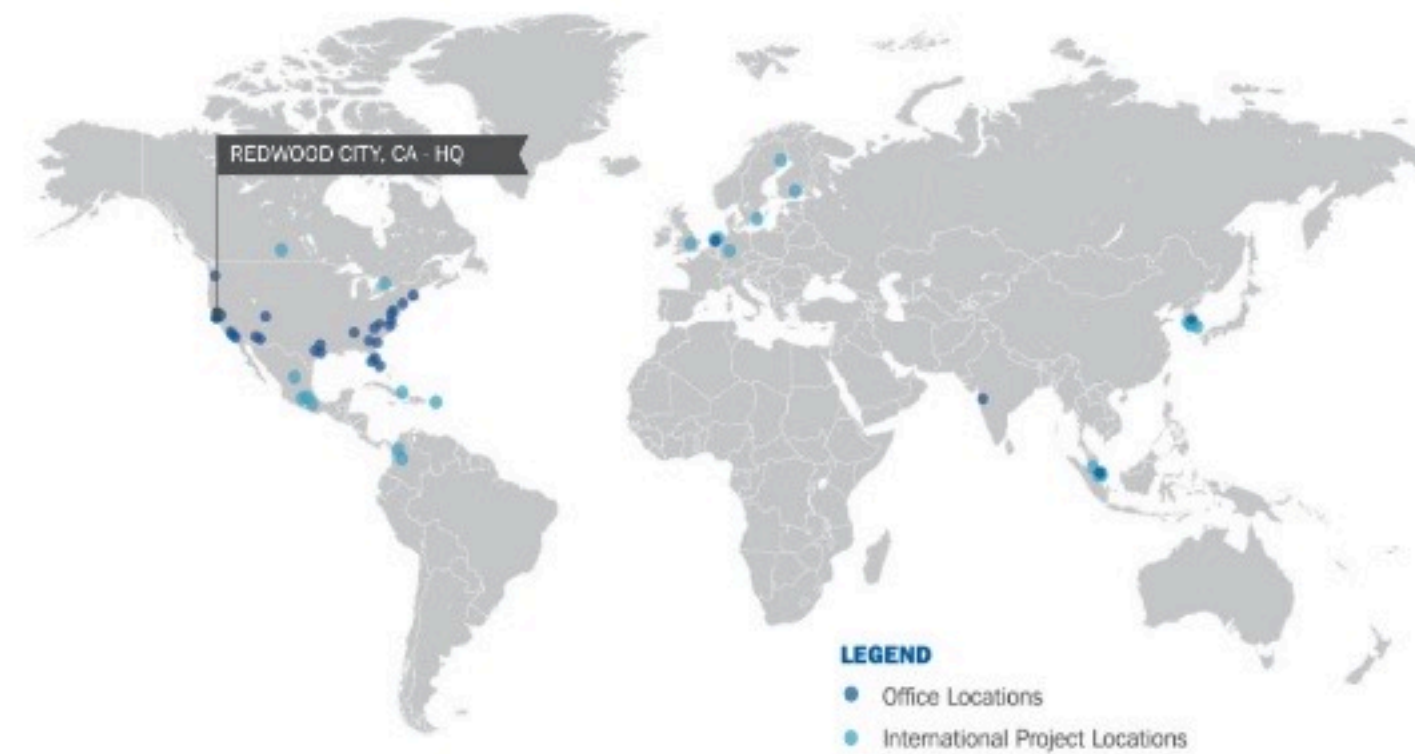 REDWOOD CITY, CA - HQ
LEGEND
Office Locations
International Project Locations